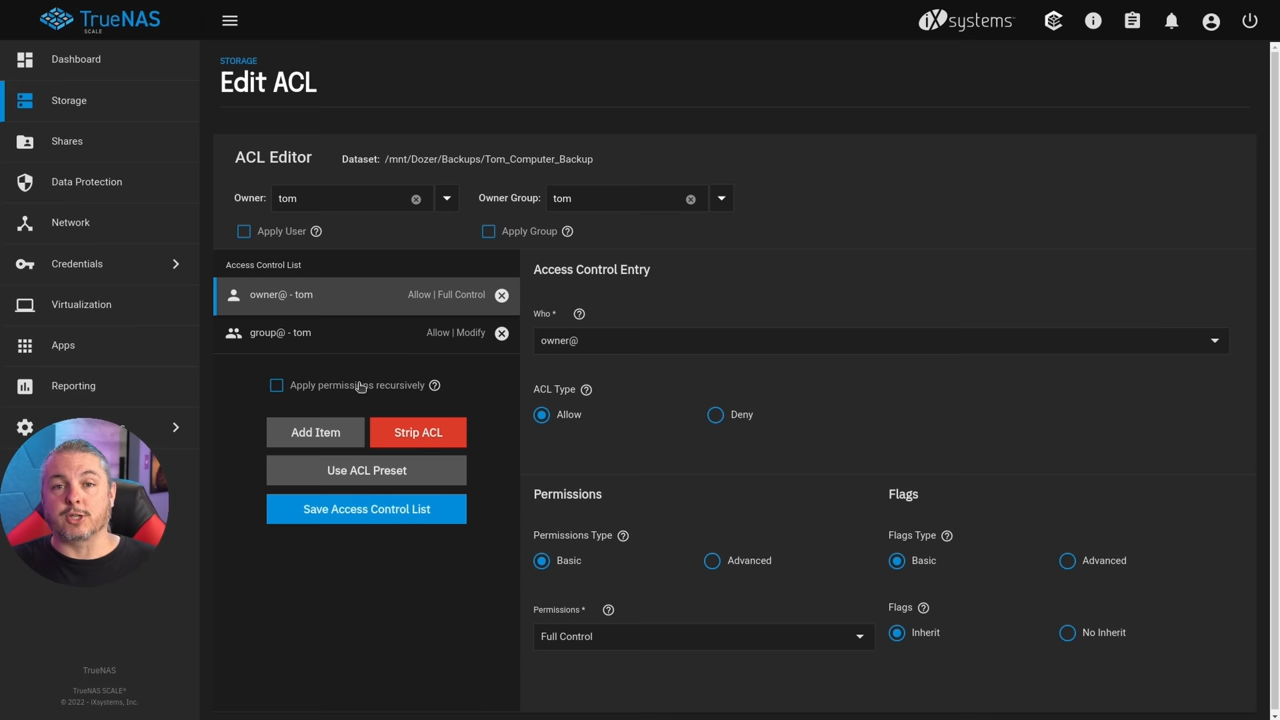 TrueNAS
SCALE
iXsystems™
Dashboard
Storage
Shares
Data Protection
Network
Credentials
Virtualization
Apps
Reporting
TrueNAS
TrueNAS SCALE®
© 2022 - iXsystems, Inc.
STORAGE
Edit ACL
ACL Editor
Dataset: /mnt/Dozer/Backups/Tom_Computer_Backup
Owner: tom
Owner Group: tom
Apply User
Apply Group
Access Control List
owner@ - tom Allow | Full Control
group@ - tom Allow | Modify
Apply permissions recursively
Add Item
Strip ACL
Use ACL Preset
Save Access Control List
Access Control Entry
Who *
owner@
ACL Type
Allow
Deny
Permissions
Permissions Type
Basic
Advanced
Permissions *
Full Control
Flags
Flags Type
Basic
Advanced
Flags
Inherit
No Inherit